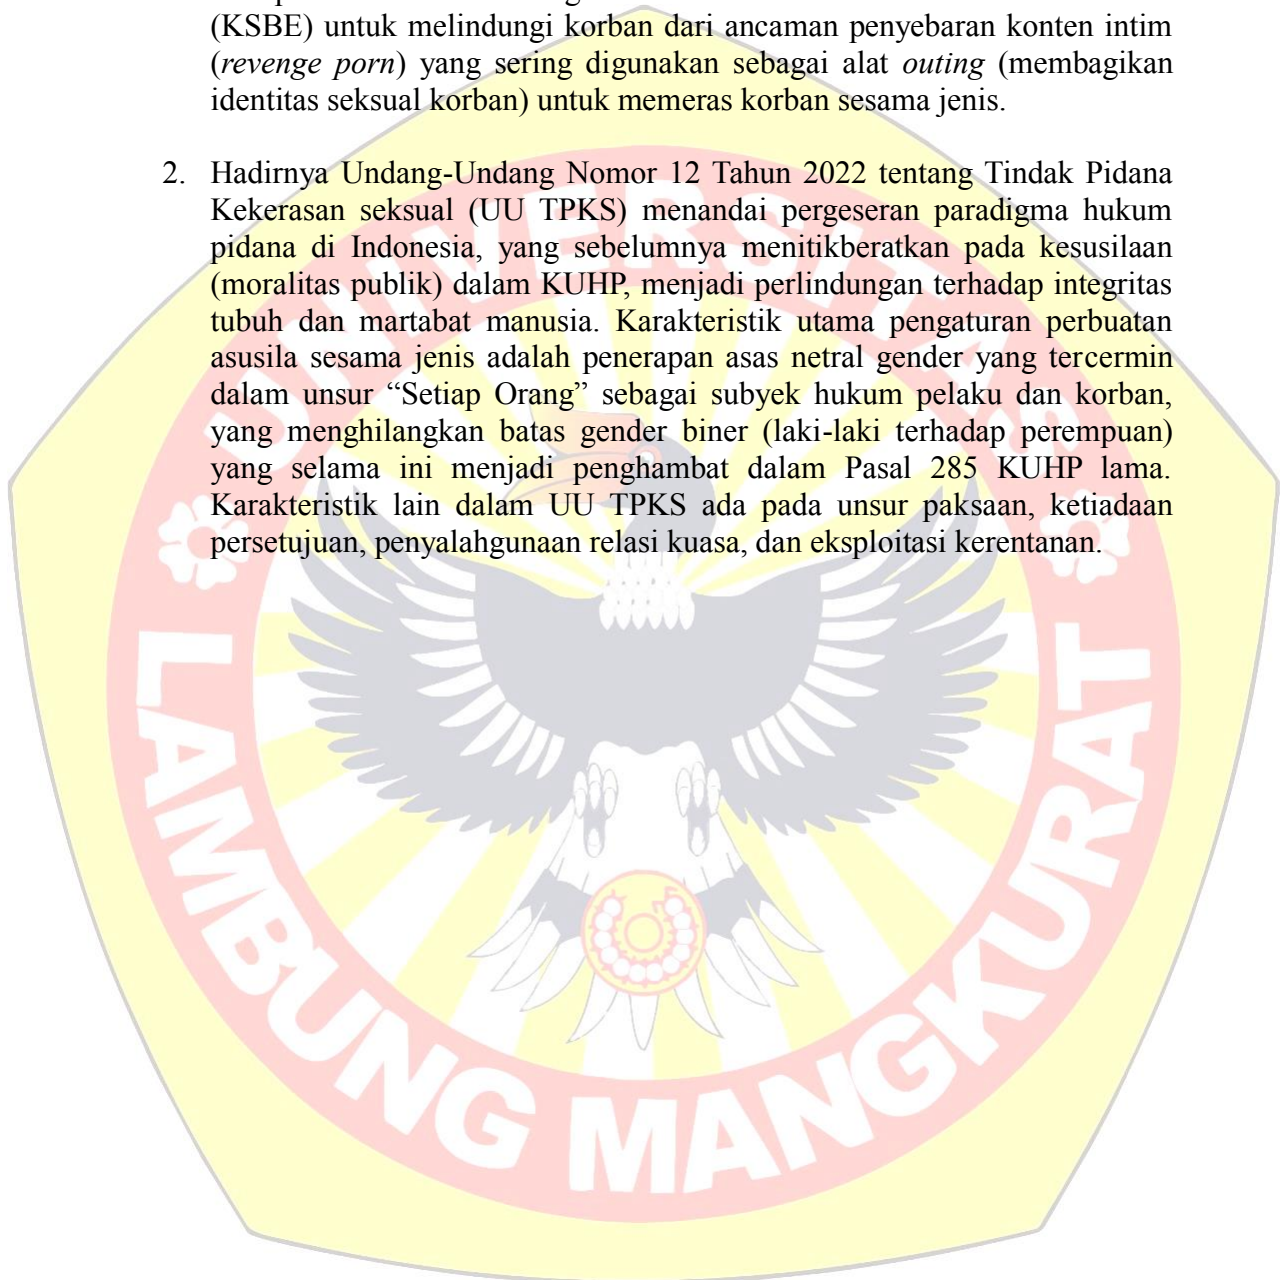 (KSBE) untuk melindungi korban dari ancaman penyebaran konten intim
(revenge porn) yang sering digunakan sebagai alat outing (membagikan
identitas seksual korban) untuk memeras korban sesama jenis.
2. Hadirnya Undang-Undang Nomor 12 Tahun 2022 tentang Tindak Pidana
Kekerasan seksual (UU TPKS) menandai pergeseran paradigma hukum
pidana di Indonesia, yang sebelumnya menitikberatkan pada kesusilaan
(moralitas publik) dalam KUHP, menjadi perlindungan terhadap integritas
tubuh dan martabat manusia. Karakteristik utama pengaturan perbuatan
asusila sesama jenis adalah penerapan asas netral gender yang tercermin
dalam unsur “Setiap Orang” sebagai subyek hukum pelaku dan korban,
yang menghilangkan batas gender biner (laki-laki terhadap perempuan)
yang selama ini menjadi penghambat dalam Pasal 285 KUHP lama.
Karakteristik lain dalam UU TPKS ada pada unsur paksaan, ketiadaan
persetujuan, penyalahgunaan relasi kuasa, dan eksploitasi kerentanan.
UNIVERSITAS
LAMBUNG MANGKURAT